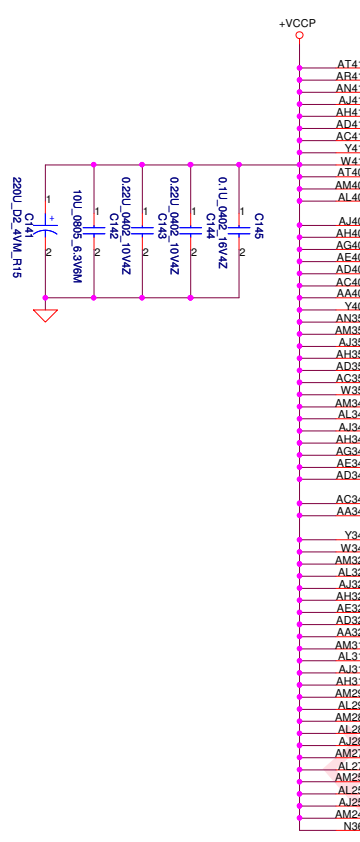 +VCCP
AT41
AR41
AN41
AJ41
AH41
AD41
AC41
Y41
W41
AT40
AM40
AL40
AJ40
AH40
AG40
AE40
AD40
AC40
AA40
Y40
AN35
AM35
AJ35
AH35
AD35
AC35
W35
AM34
AL34
AJ34
AH34
AG34
AE34
AD34
AC34
AA34
Y34
W34
AM32
AL32
AJ32
AH32
AE32
AD32
AA32
AM31
AL31
AJ31
AH31
AM29
AL29
AM28
AL28
AJ28
AM27
AL27
AM25
AL25
AJ25
AM24
N36
1
+
2
C141
220U_D2_4VM_R15
1
2
C142
10U_0805_6.3V6M
1
2
C143
0.22U_0402_10V4Z
1
2
C144
0.22U_0402_10V4Z
1
2
C145
0.1U_0402_16V4Z